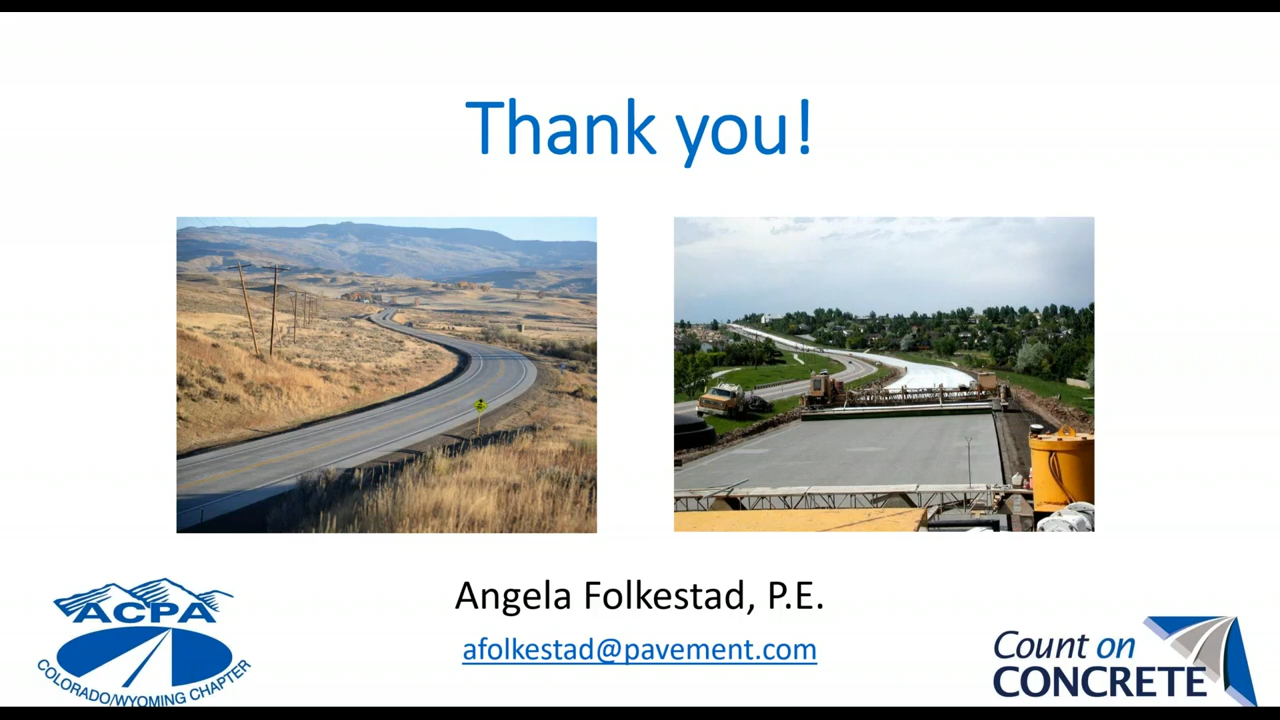 Thank you!
Angela Folkestad, P.E.
afolkestad@pavement.com
ACPA
COLORADO/WYOMING CHAPTER
Count on
CONCRETE